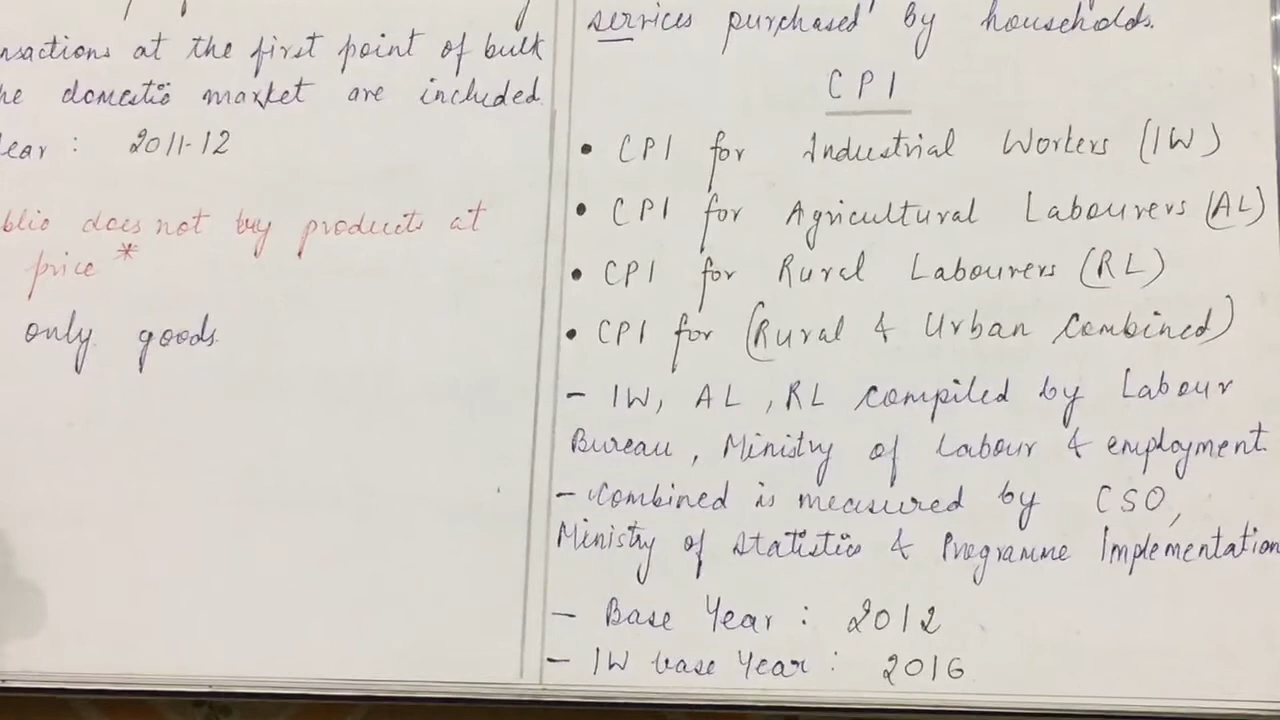 nsactions at the first point of bulk
he domestic market are included.
ear : 2011-12
blic does not buy products at
price *
only goods.
services purchased by households.
CPI
• CPI for Industrial Workers (IW)
• CPI for Agricultural Labourers (AL)
• CPI for Rural Labourers (RL)
• CPI for (Rural & Urban Combined)
- IW, AL, RL compiled by Labour
Bureau, Ministry of Labour & employment.
- Combined is measured by CSO,
Ministry of Statistics & Programme Implementation
- Base Year : 2012
- IW base Year : 2016